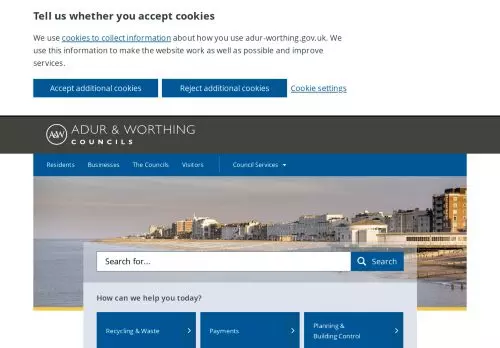 Tell us whether you accept cookies
We use cookies to collect information about how you use adur-worthing.gov.uk. We
use this information to make the website work as well as possible and improve
services.
Accept additional cookies
Reject additional cookies
Cookie settings
A&W
ADUR & WORTHING
COUNCILS
Residents
Businesses
The Councils
Visitors
Council Services
Search for...
Search
How can we help you today?
Recycling & Waste
Payments
Planning &
Building Control